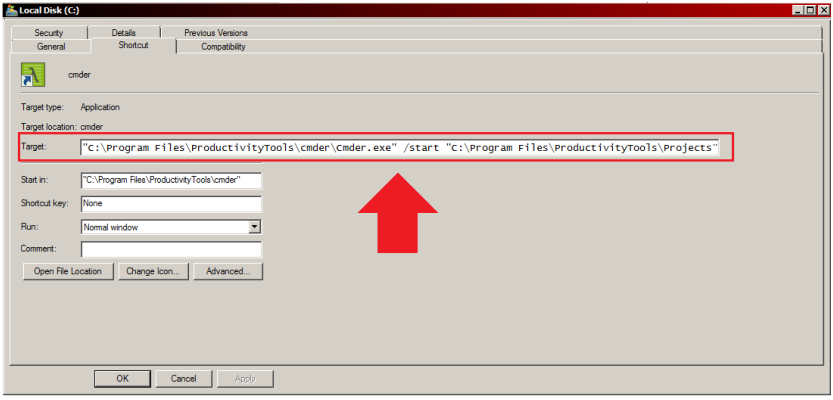 Local Disk (C:)
Security Details Previous Versions
General Shortcut Compatibility
cmder
Target type: Application
Target location: cmder
Target: "C:\Program Files\ProductivityTools\cmder\Cmder.exe" /start "C:\Program Files\ProductivityTools\Projects"
Start in: "C:\Program Files\ProductivityTools\cmder"
Shortcut key: None
Run: Normal window
Comment:
Open File Location Change Icon... Advanced...
OK Cancel Apply